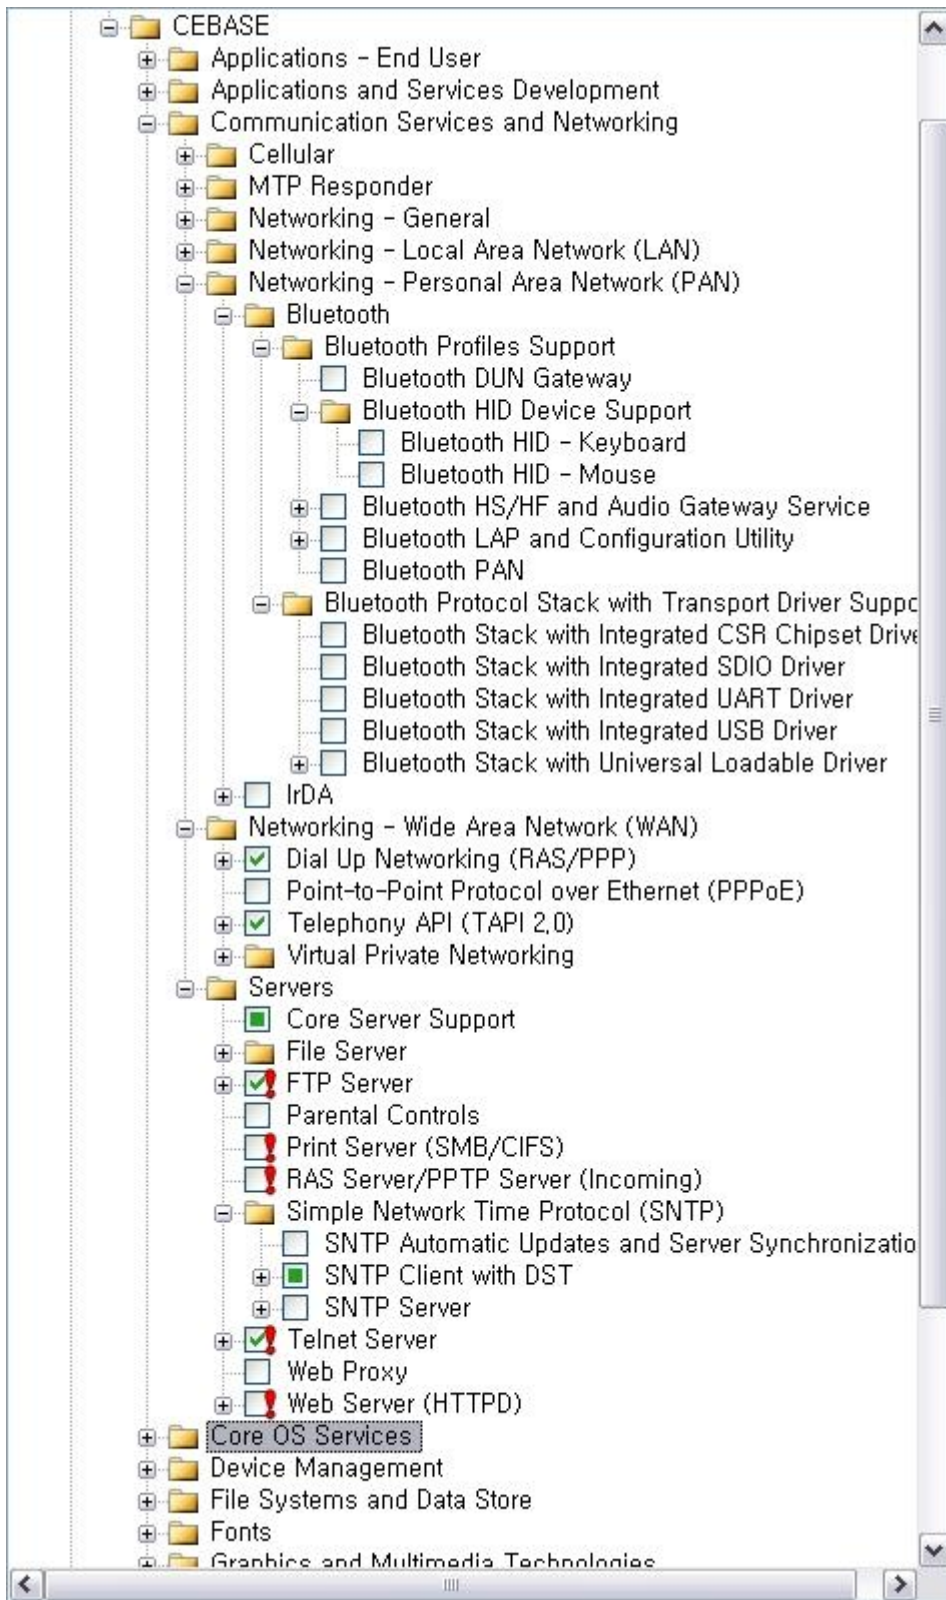 CEBASE
Applications - End User
Applications and Services Development
Communication Services and Networking
Cellular
MTP Responder
Networking - General
Networking - Local Area Network (LAN)
Networking - Personal Area Network (PAN)
Bluetooth
Bluetooth Profiles Support
Bluetooth DUN Gateway
Bluetooth HID Device Support
Bluetooth HID - Keyboard
Bluetooth HID - Mouse
Bluetooth HS/HF and Audio Gateway Service
Bluetooth LAP and Configuration Utility
Bluetooth PAN
Bluetooth Protocol Stack with Transport Driver Suppo
Bluetooth Stack with Integrated CSR Chipset Drive
Bluetooth Stack with Integrated SDIO Driver
Bluetooth Stack with Integrated UART Driver
Bluetooth Stack with Integrated USB Driver
Bluetooth Stack with Universal Loadable Driver
IrDA
Networking - Wide Area Network (WAN)
Dial Up Networking (RAS/PPP)
Point-to-Point Protocol over Ethernet (PPPoE)
Telephony API (TAPI 2.0)
Virtual Private Networking
Servers
Core Server Support
File Server
FTP Server
Parental Controls
Print Server (SMB/CIFS)
RAS Server/PPTP Server (Incoming)
Simple Network Time Protocol (SNTP)
SNTP Automatic Updates and Server Synchronizatio
SNTP Client with DST
SNTP Server
Telnet Server
Web Proxy
Web Server (HTTPD)
Core OS Services
Device Management
File Systems and Data Store
Fonts
Graphics and Multimedia Technologies